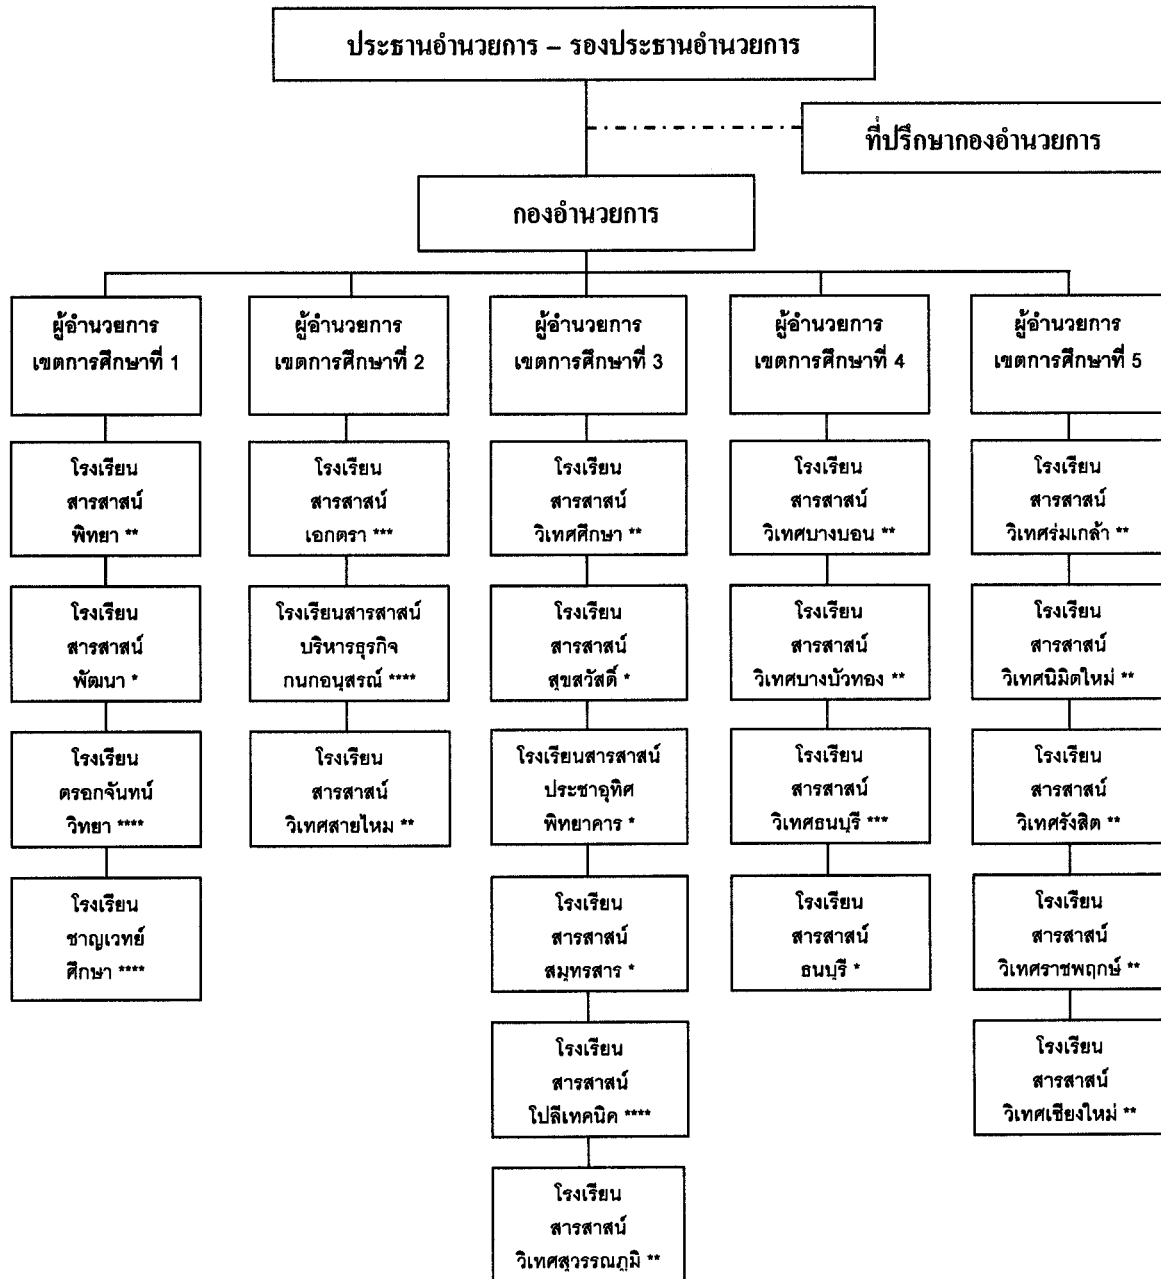 ประธานอำนวยการ – รองประธานอำนวยการ
ที่ปรึกษากองอำนวยการ
กองอำนวยการ
ผู้อำนวยการ
เขตการศึกษาที่ 1
โรงเรียน
สารสาสน์
พิทยา **
โรงเรียน
สารสาสน์
พัฒนา *
โรงเรียน
ตรอกจันทน์
วิทยา ****
โรงเรียน
ชาญเวทย์
ศึกษา ****
ผู้อำนวยการ
เขตการศึกษาที่ 2
โรงเรียน
สารสาสน์
เอกตรา ***
โรงเรียนสารสาสน์
บริหารธุรกิจ
กนกอนุสรณ์ ****
โรงเรียน
สารสาสน์
วิเทศสายไหม **
ผู้อำนวยการ
เขตการศึกษาที่ 3
โรงเรียน
สารสาสน์
วิเทศศึกษา **
โรงเรียน
สารสาสน์
สุขสวัสดิ์ *
โรงเรียนสารสาสน์
ประชาอุทิศ
พิทยาคาร *
โรงเรียน
สารสาสน์
สมุทรสาร *
โรงเรียน
สารสาสน์
โปลีเทคนิค ****
โรงเรียน
สารสาสน์
วิเทศสุวรรณภูมิ **
ผู้อำนวยการ
เขตการศึกษาที่ 4
โรงเรียน
สารสาสน์
วิเทศบางบอน **
โรงเรียน
สารสาสน์
วิเทศบางบัวทอง **
โรงเรียน
สารสาสน์
วิเทศธนบุรี ***
โรงเรียน
สารสาสน์
ธนบุรี *
ผู้อำนวยการ
เขตการศึกษาที่ 5
โรงเรียน
สารสาสน์
วิเทศร่มเกล้า **
โรงเรียน
สารสาสน์
วิเทศนิมิตใหม่ **
โรงเรียน
สารสาสน์
วิเทศรังสิต **
โรงเรียน
สารสาสน์
วิเทศราชพฤกษ์ **
โรงเรียน
สารสาสน์
วิเทศเชียงใหม่ **